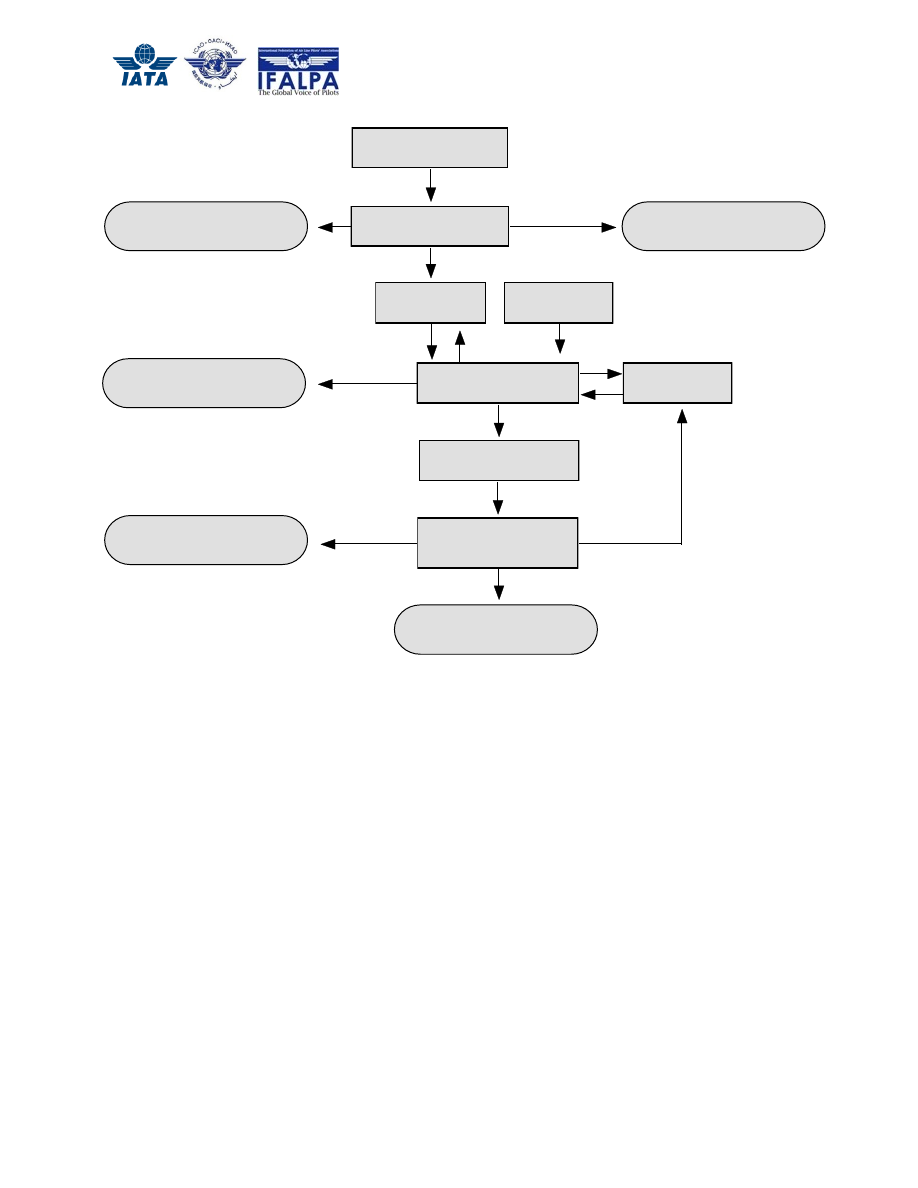 IATA
ICAO · OACI · ИКАО
International Federation of Air Line Pilots' Associations
IFALPA
The Global Voice of Pilots